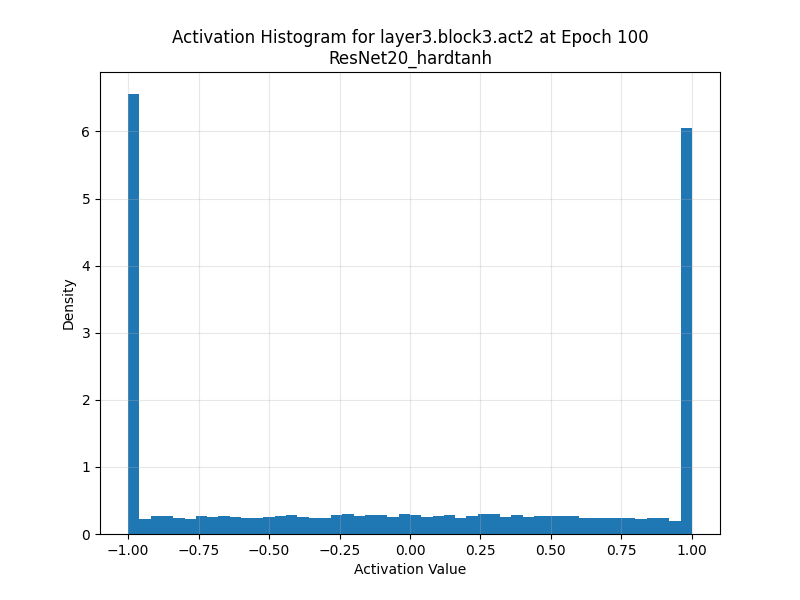 Activation Histogram for layer3.block3.act2 at Epoch 100
ResNet20_hardtanh
6
5
4
3
2
1
0
Density
−1.00 −0.75 −0.50 −0.25 0.00 0.25 0.50 0.75 1.00
Activation Value